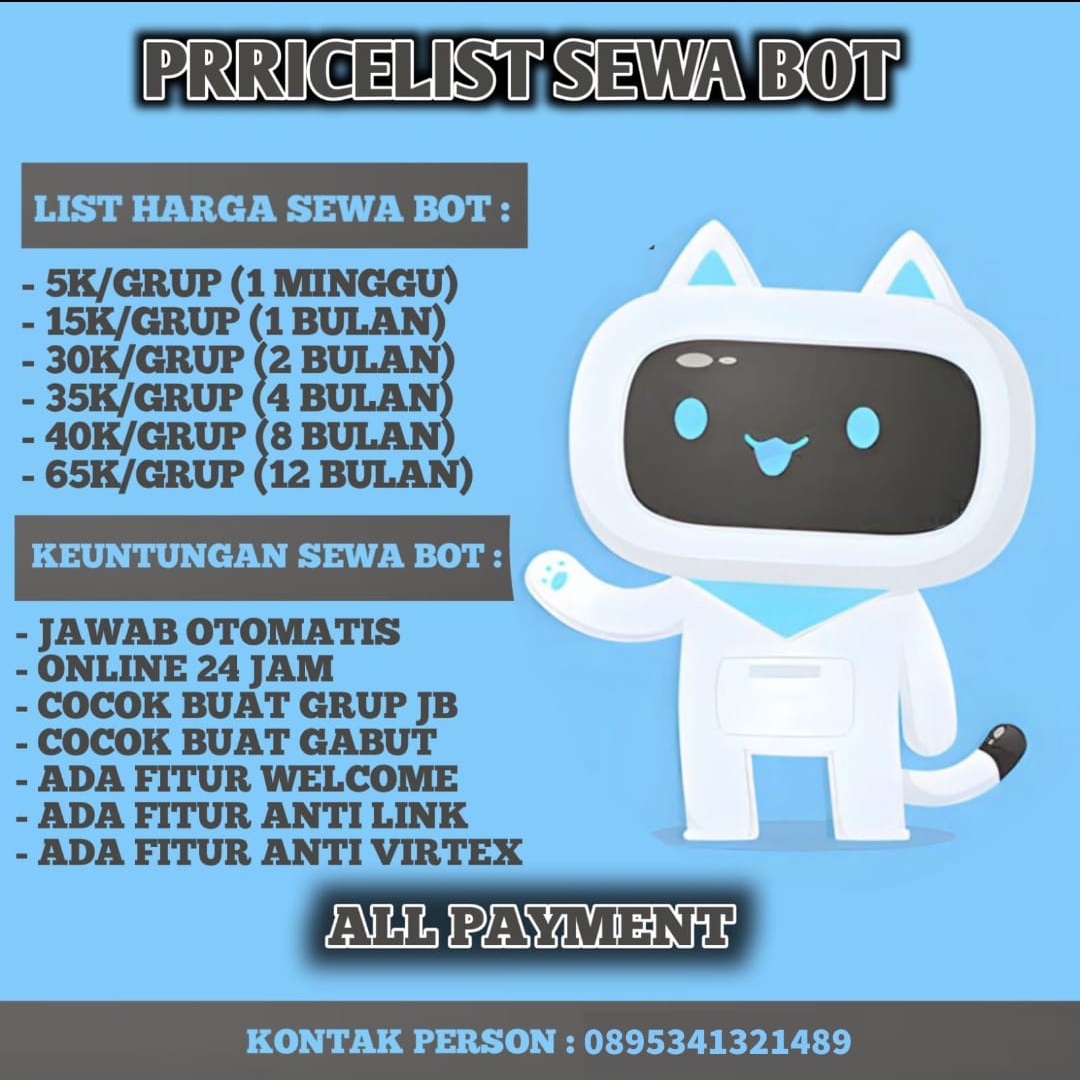 PRRICELIST SEWA BOT
LIST HARGA SEWA BOT :
- 5K/GRUP (1 MINGGU)
- 15K/GRUP (1 BULAN)
- 30K/GRUP (2 BULAN)
- 35K/GRUP (4 BULAN)
- 40K/GRUP (8 BULAN)
- 65K/GRUP (12 BULAN)
KEUNTUNGAN SEWA BOT :
- JAWAB OTOMATIS
- ONLINE 24 JAM
- COCOK BUAT GRUP JB
- COCOK BUAT GABUT
- ADA FITUR WELCOME
- ADA FITUR ANTI LINK
- ADA FITUR ANTI VIRTEX
ALL PAYMENT
KONTAK PERSON : 0895341321489